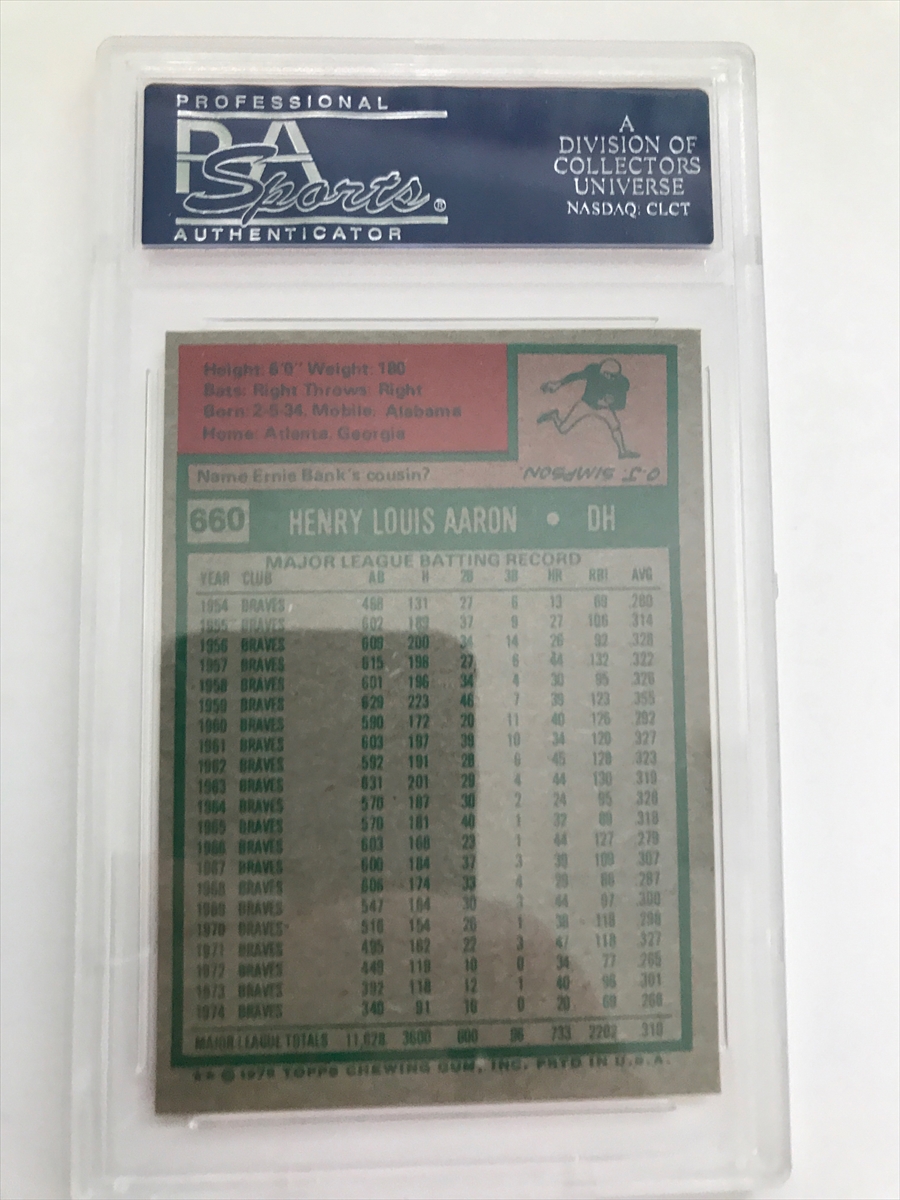 PROFESSIONAL
PSA
Sports®
AUTHENTICATOR
A
DIVISION OF
COLLECTORS
UNIVERSE
NASDAQ: CLCT
Height: 6'0" Weight: 180
Bats: Right Throws: Right
Born: 2-5-34, Mobile, Alabama
Home: Atlanta, Georgia
Name Ernie Bank's cousin?
O.J. SIMPSON.
660 HENRY LOUIS AARON • DH
MAJOR LEAGUE BATTING RECORD
YEAR CLUB AB H 2B 3B HR RBI AVG
1954 BRAVES 468 131 27 6 13 69 .280
1955 BRAVES 602 189 37 9 27 106 .314
1956 BRAVES 609 200 34 14 26 92 .328
1957 BRAVES 615 198 27 6 44 132 .322
1958 BRAVES 601 196 34 4 30 95 .326
1959 BRAVES 629 223 46 7 39 123 .355
1960 BRAVES 590 172 20 11 40 126 .292
1961 BRAVES 603 197 39 10 34 120 .327
1962 BRAVES 592 191 28 6 45 128 .323
1963 BRAVES 631 201 29 4 44 130 .319
1964 BRAVES 570 187 30 2 24 95 .328
1965 BRAVES 570 181 40 1 32 89 .318
1966 BRAVES 603 168 23 1 44 127 .279
1967 BRAVES 600 184 37 3 39 109 .307
1968 BRAVES 606 174 33 4 29 86 .287
1969 BRAVES 547 164 30 3 44 97 .300
1970 BRAVES 516 154 26 1 38 118 .298
1971 BRAVES 495 162 22 3 47 118 .327
1972 BRAVES 449 119 10 0 34 77 .265
1973 BRAVES 392 118 12 1 40 96 .301
1974 BRAVES 340 91 16 0 20 69 .268
MAJOR LEAGUE TOTALS 11,628 3600 600 96 733 2202 .310
** © 1975 TOPPS CHEWING GUM, INC. PRTD IN U.S.A.